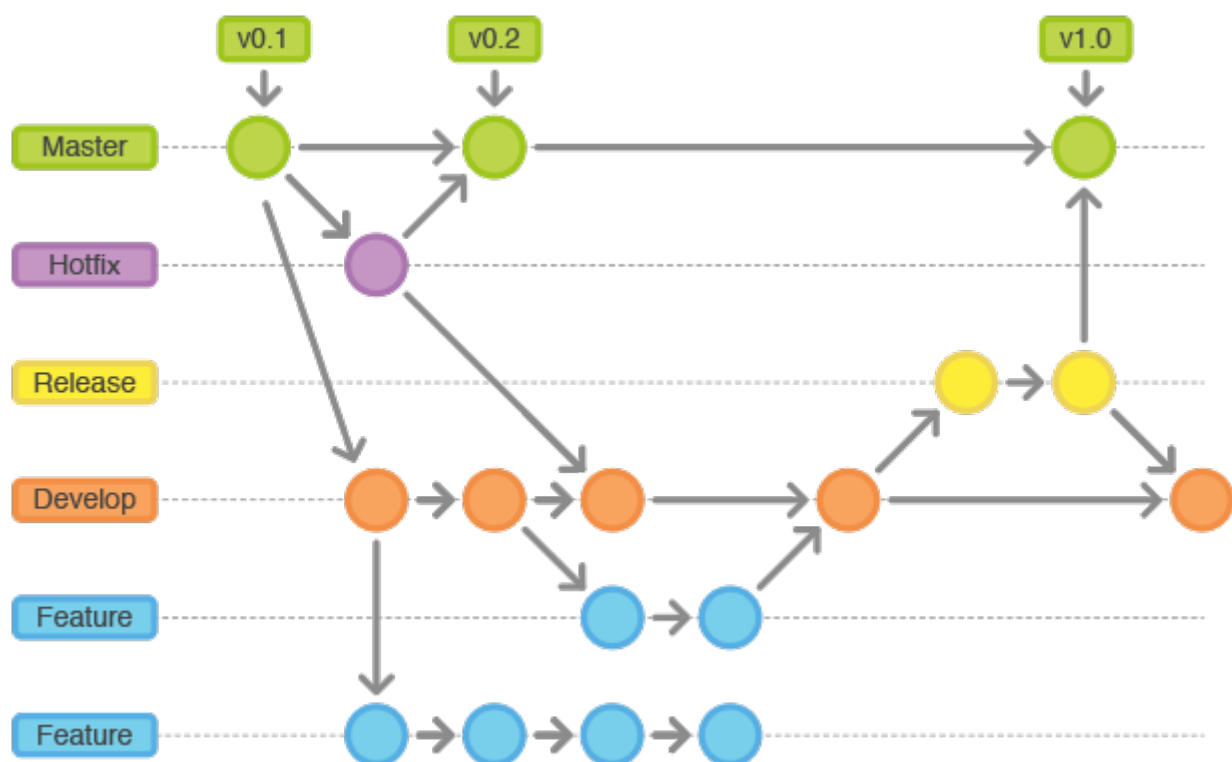 v0.1
v0.2
v1.0
Master
Hotfix
Release
Develop
Feature
Feature